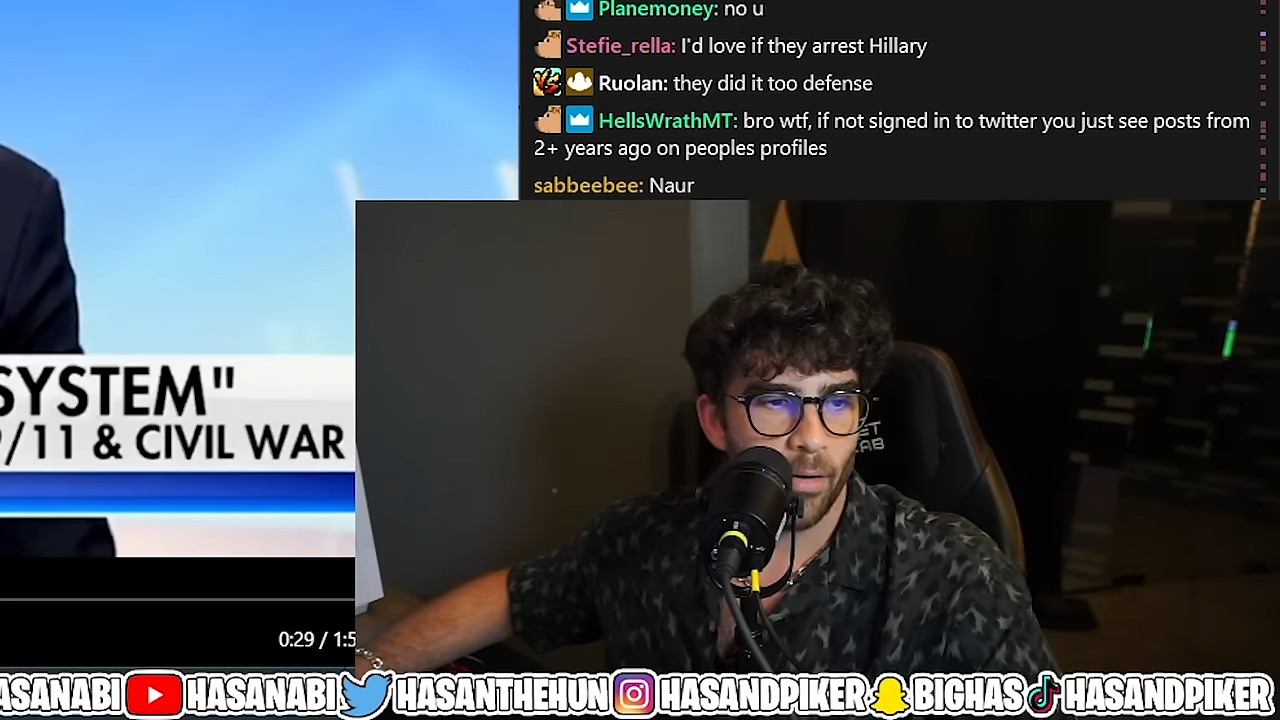 Planemoney: no u
Stefie_rella: I'd love if they arrest Hillary
Ruolan: they did it too defense
HellsWrathMT: bro wtf, if not signed in to twitter you just see posts from
2+ years ago on peoples profiles
sabbeebee: Naur
SYSTEM"
9/11 & CIVIL WAR
0:29 / 1:5
ASANABI HASANABI HASANTHEHUN HASANDPIKER BIGHAS HASANDPIKER